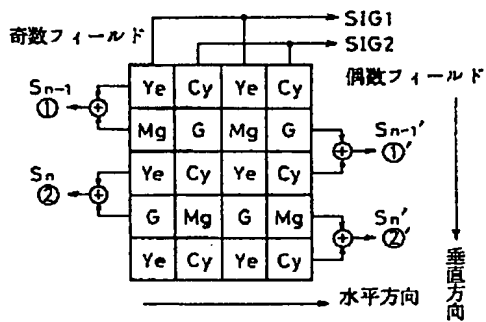 奇数フィールド
SIG1
SIG2
偶数フィールド
Sn-1
①
Ye Cy Ye Cy
Mg G Mg G
Sn-1'
①'
Sn
②
Ye Cy Ye Cy
G Mg G Mg
Sn'
②'
Ye Cy Ye Cy
水平方向
垂直方向